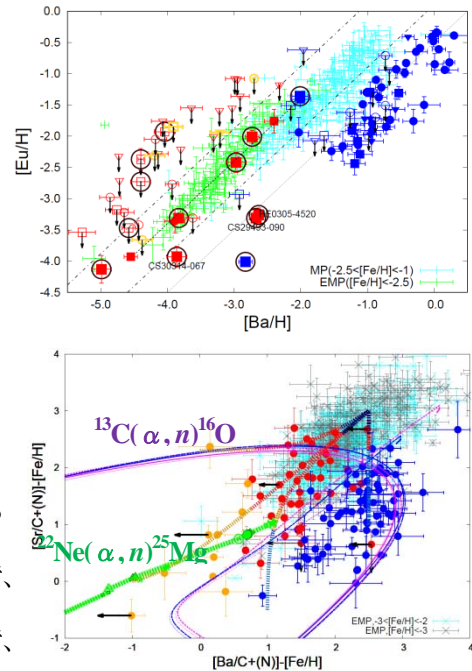 0.0
-0.5
-1.0
-1.5
-2.0
-2.5
-3.0
-3.5
-4.0
-4.5
[Eu/H]
HE0305-4520
CS29493-090
CS30314-067
MP(-2.5<[Fe/H]<-1)
EMP([Fe/H]<-2.5)
-5.0 -4.0 -3.0 -2.0 -1.0 0.0
[Ba/H]
4
3
2
1
0
-1
[Sr/C+(N)]-[Fe/H]
¹³C(α, n)¹⁶O
²²Ne(α, n)²⁵Mg
EMP,-3<[Fe/H]<-2
EMP,[Fe/H]<-3
-2 -1 0 1 2 3 4
[Ba/C+(N)]-[Fe/H]